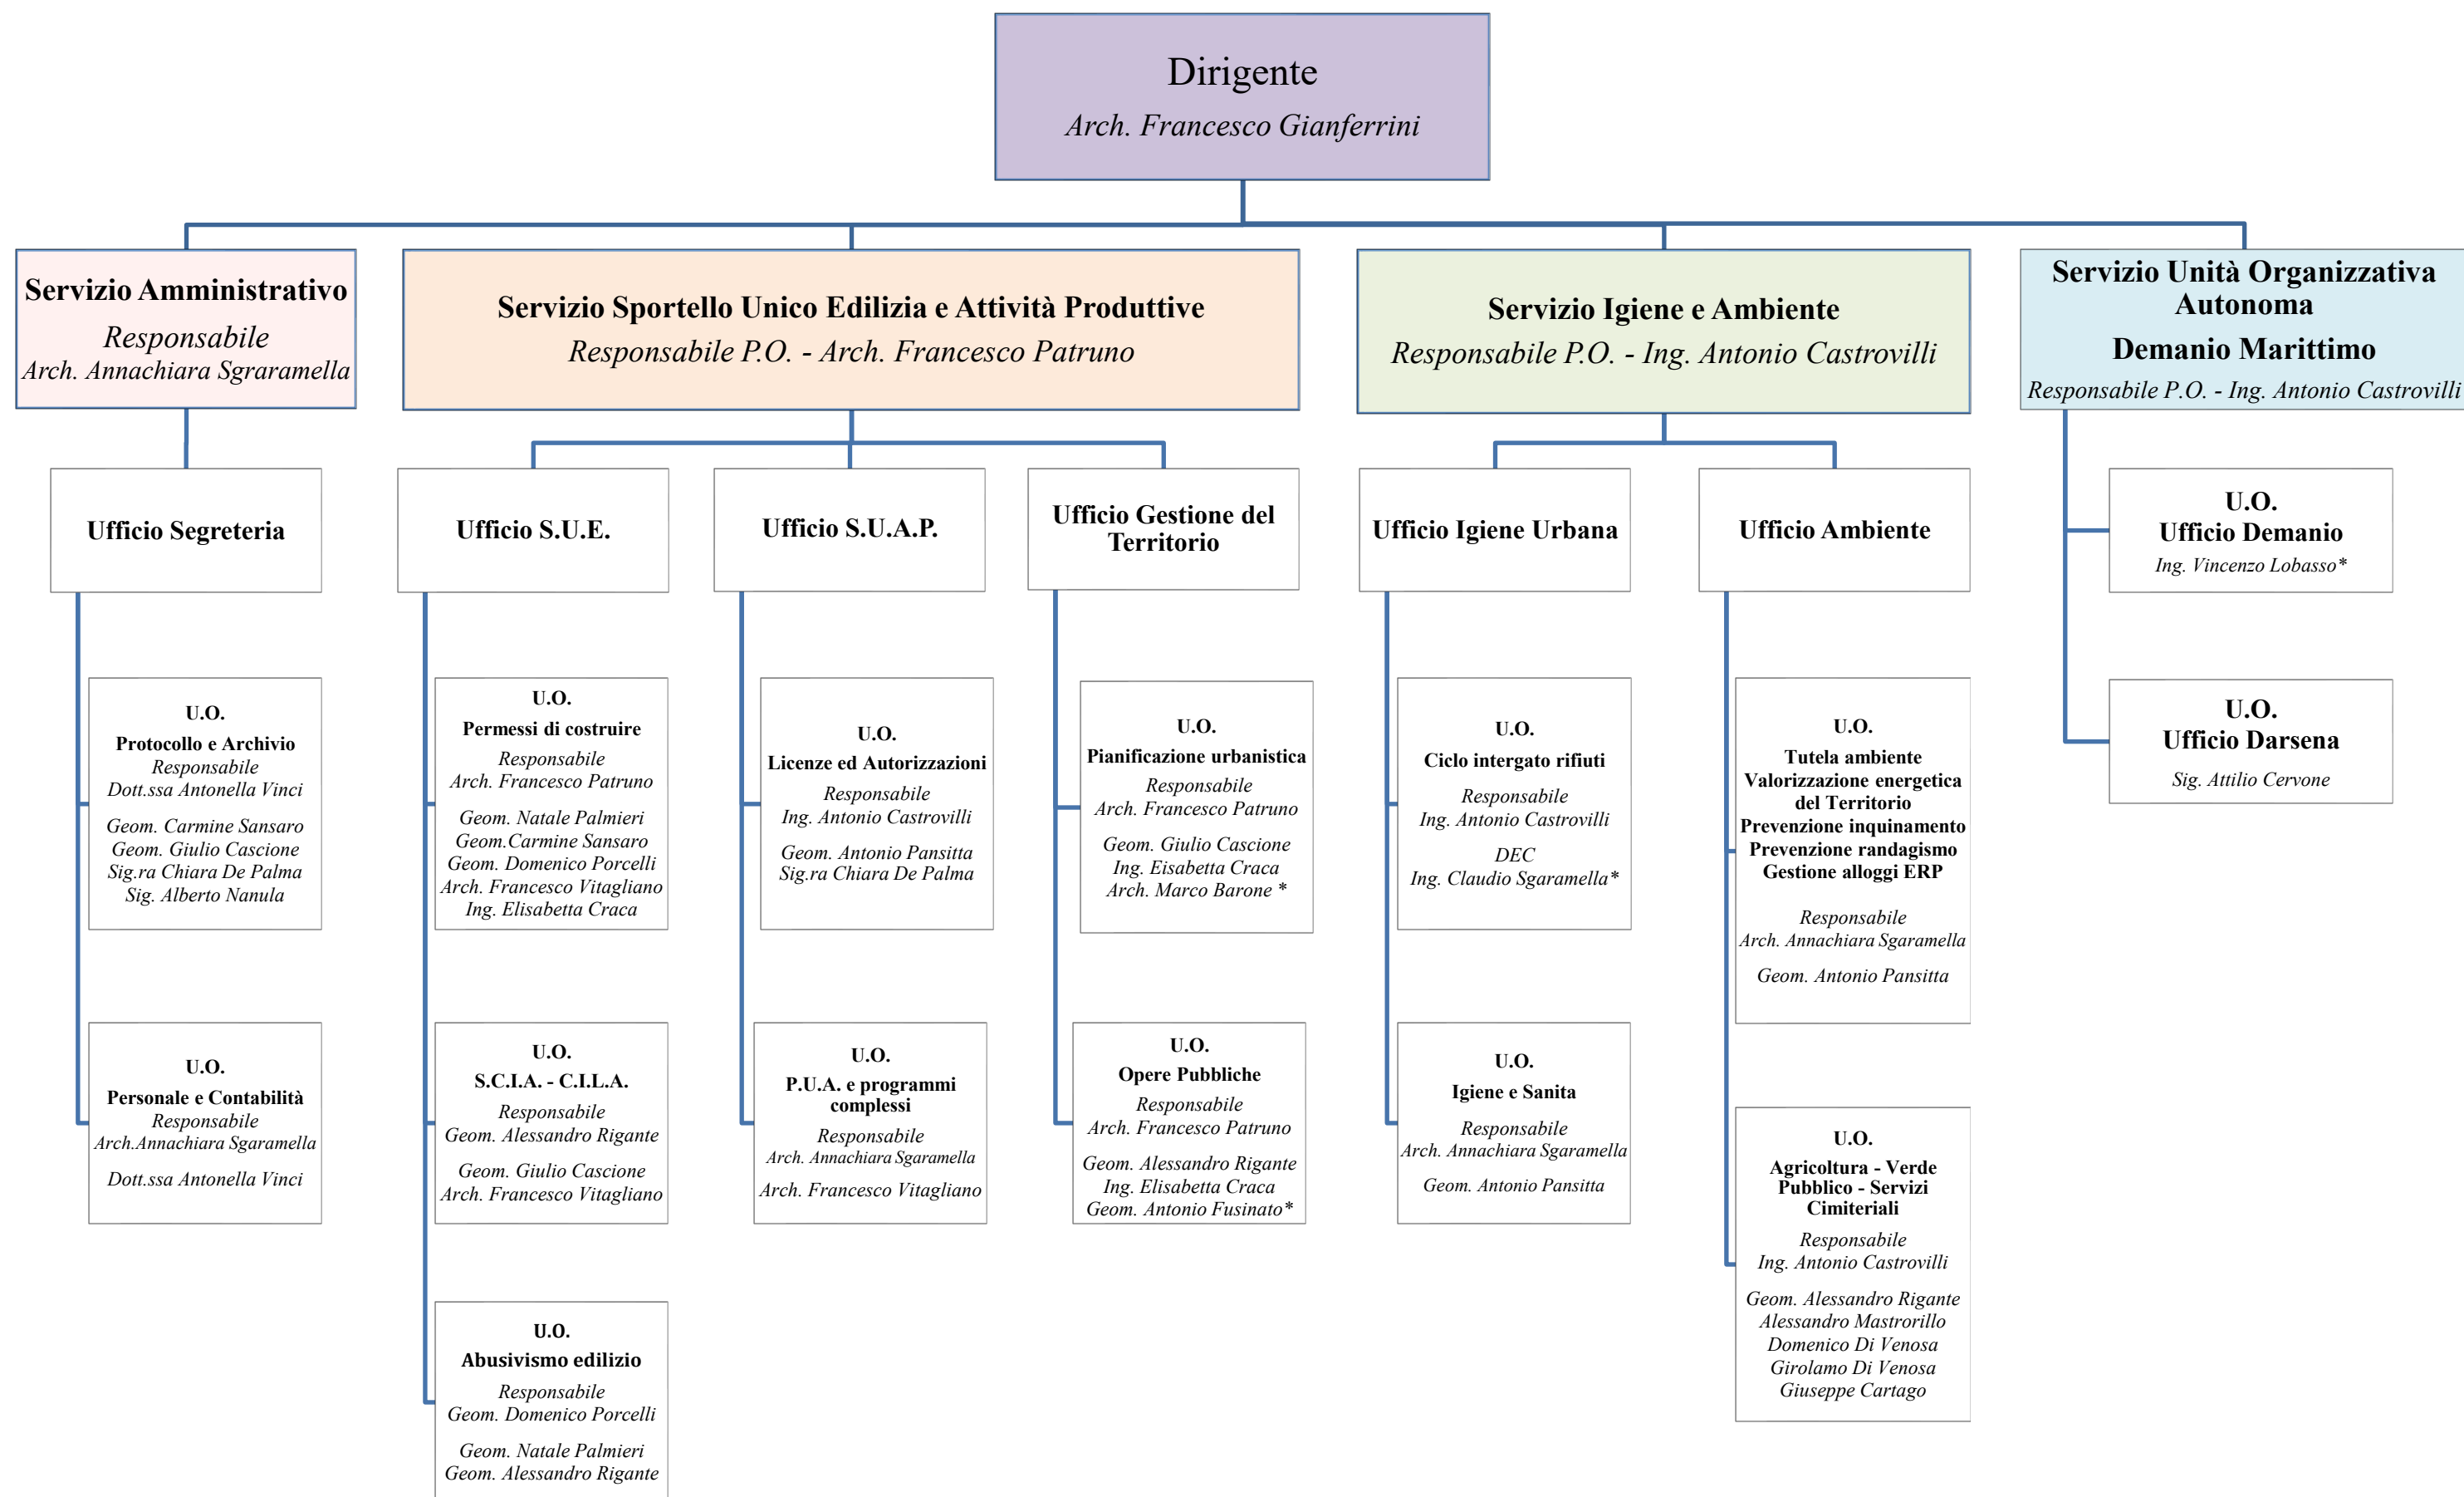 Dirigente
Arch. Francesco Gianferrini
Servizio Amministrativo
Responsabile
Arch. Annachiara Sgraramella
Servizio Sportello Unico Edilizia e Attività Produttive
Responsabile P.O. - Arch. Francesco Patruno
Servizio Igiene e Ambiente
Responsabile P.O. - Ing. Antonio Castrovilli
Servizio Unità Organizzativa
Autonoma
Demanio Marittimo
Responsabile P.O. - Ing. Antonio Castrovilli
Ufficio Segreteria
Ufficio S.U.E.
Ufficio S.U.A.P.
Ufficio Gestione del
Territorio
Ufficio Igiene Urbana
Ufficio Ambiente
U.O.
Ufficio Demanio
Ing. Vincenzo Lobasso*
U.O.
Protocollo e Archivio
Responsabile
Dott.ssa Antonella Vinci
Geom. Carmine Sansaro
Geom. Giulio Cascione
Sig.ra Chiara De Palma
Sig. Alberto Nanula
U.O.
Permessi di costruire
Responsabile
Arch. Francesco Patruno
Geom. Natale Palmieri
Geom.Carmine Sansaro
Geom. Domenico Porcelli
Arch. Francesco Vitagliano
Ing. Elisabetta Craca
U.O.
Licenze ed Autorizzazioni
Responsabile
Ing. Antonio Castrovilli
Geom. Antonio Pansitta
Sig.ra Chiara De Palma
U.O.
Pianificazione urbanistica
Responsabile
Arch. Francesco Patruno
Geom. Giulio Cascione
Ing. Eisabetta Craca
Arch. Marco Barone *
U.O.
Ciclo intergato rifiuti
Responsabile
Ing. Antonio Castrovilli
DEC
Ing. Claudio Sgaramella*
U.O.
Tutela ambiente
Valorizzazione energetica
del Territorio
Prevenzione inquinamento
Prevenzione randagismo
Gestione alloggi ERP
Responsabile
Arch. Annachiara Sgaramella
Geom. Antonio Pansitta
U.O.
Ufficio Darsena
Sig. Attilio Cervone
U.O.
Personale e Contabilità
Responsabile
Arch.Annachiara Sgaramella
Dott.ssa Antonella Vinci
U.O.
S.C.I.A. - C.I.L.A.
Responsabile
Geom. Alessandro Rigante
Geom. Giulio Cascione
Arch. Francesco Vitagliano
U.O.
P.U.A. e programmi
complessi
Responsabile
Arch. Annachiara Sgaramella
Arch. Francesco Vitagliano
U.O.
Opere Pubbliche
Responsabile
Arch. Francesco Patruno
Geom. Alessandro Rigante
Ing. Elisabetta Craca
Geom. Antonio Fusinato*
U.O.
Igiene e Sanita
Responsabile
Arch. Annachiara Sgaramella
Geom. Antonio Pansitta
U.O.
Agricoltura - Verde
Pubblico - Servizi
Cimiteriali
Responsabile
Ing. Antonio Castrovilli
Geom. Alessandro Rigante
Alessandro Mastrorillo
Domenico Di Venosa
Girolamo Di Venosa
Giuseppe Cartago
U.O.
Abusivismo edilizio
Responsabile
Geom. Domenico Porcelli
Geom. Natale Palmieri
Geom. Alessandro Rigante